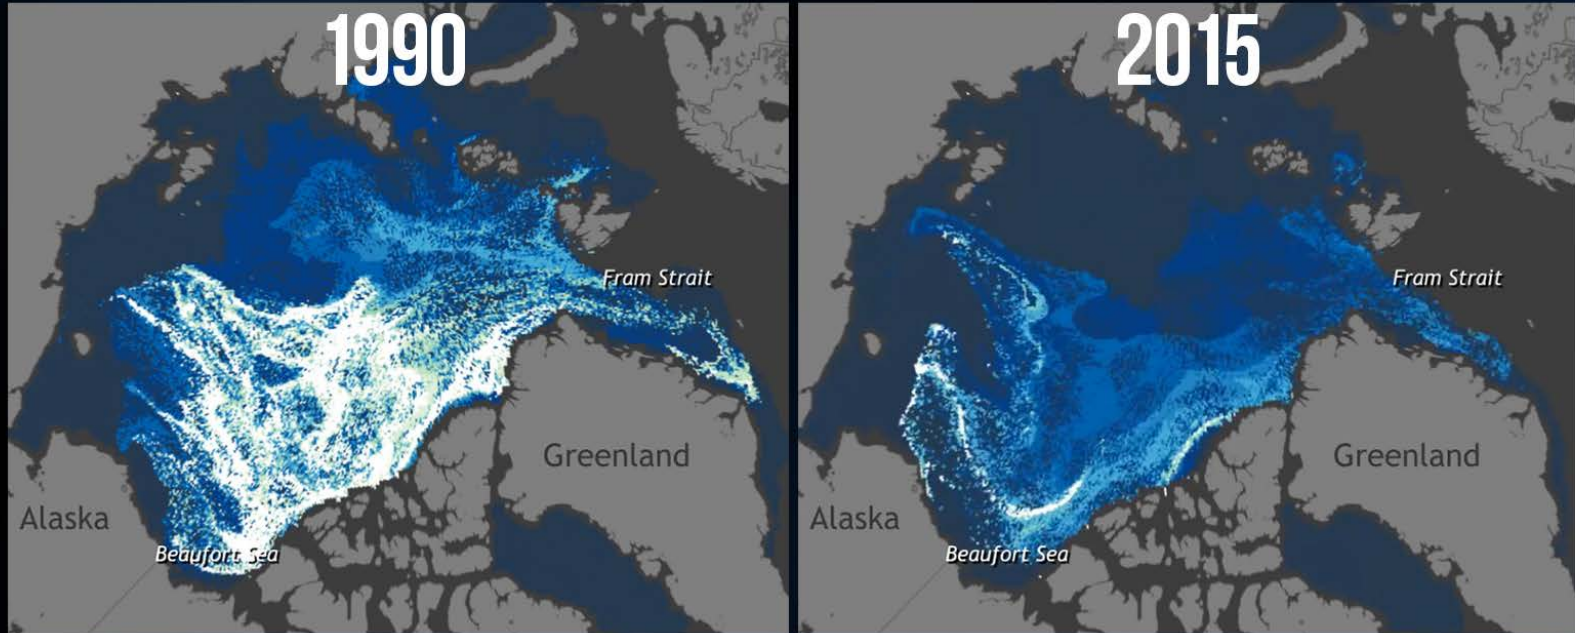 1990
Fram Strait
Greenland
Alaska
Beaufort Sea
2015
Fram Strait
Greenland
Alaska
Beaufort Sea